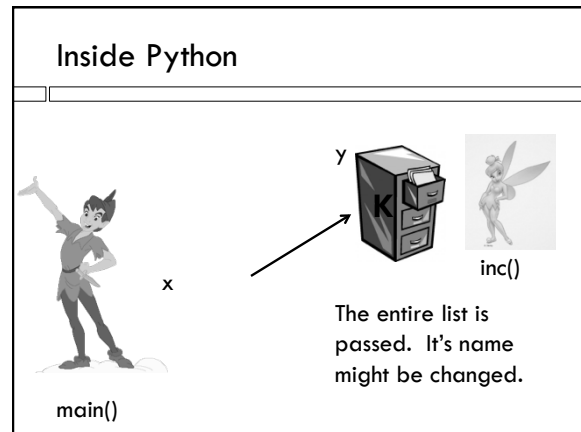 Inside Python
y
K
x
inc()
The entire list is
passed.  It's name
might be changed.
main()